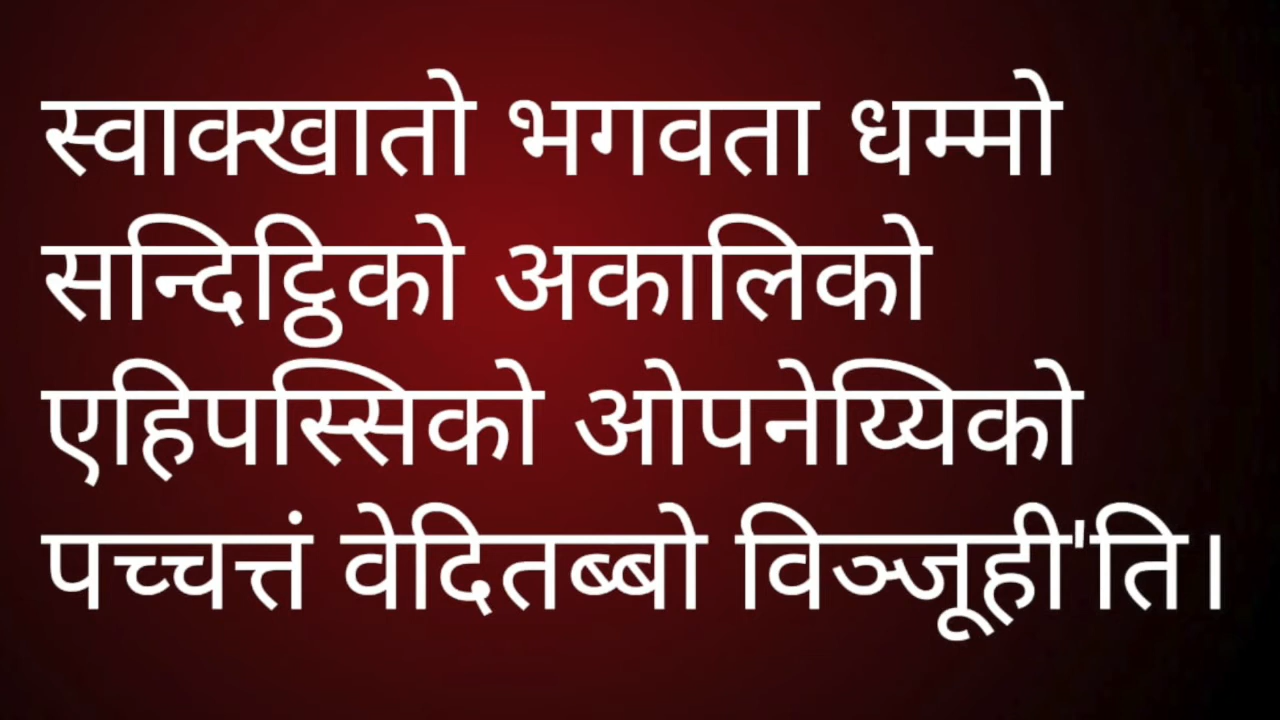 स्वाक्खातो भगवता धम्मो
सन्दिट्ठिको अकालिको
एहिपस्सिको ओपनेय्यिको
पच्चत्तं वेदितब्बो विञ्जूही'ति।